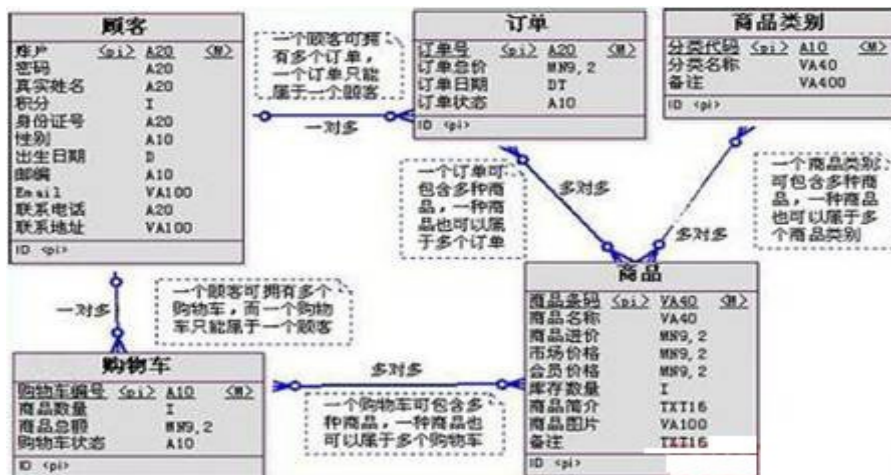 顾客
账户 <pi> A20 <M>
密码 A20
真实姓名 A20
积分 I
身份证号 A20
性别 A10
出生日期 D
邮编 A10
Email VA100
联系电话 A20
联系地址 VA100
ID <pi>
一个顾客可拥
有多个订单，
一个订单只能
属于一个顾客
一对多
订单
订单号 <pi> A20 <M>
订单总价 MN9,2
订单日期 DT
订单状态 A10
ID <pi>
商品类别
分类代码 <pi> A10 <M>
分类名称 VA40
备注 VA400
ID <pi>
一个订单可
包含多种商
品，一种商
品也可以属
于多个订单
多对多
多对多
一个商品类别
可包含多种商
品，一种商品
也可以属于多
个商品类别
一对多
一个顾客可拥有多个
购物车，而一个购物
车只能属于一个顾客
购物车
购物车编号 <pi> A10 <M>
商品数量 I
商品总额 MN9,2
购物车状态 A10
ID <pi>
多对多
一个购物车可包含多
种商品，一种商品也
可以属于多个购物车
商品
商品条码 <pi> VA40 <M>
商品名称 VA40
商品进价 MN9,2
市场价格 MN9,2
会员价格 MN9,2
库存数量 I
商品简介 TXT16
商品图片 VA100
备注 TXT16
ID <pi>